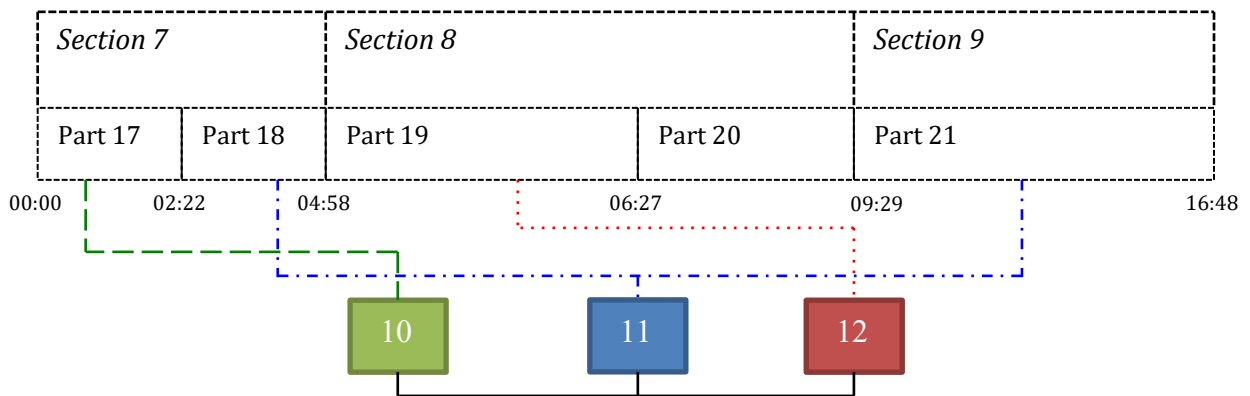 Section 7 Section 8 Section 9
Part 17 Part 18 Part 19 Part 20 Part 21
00:00 02:22 04:58 06:27 09:29 16:48
10 11 12